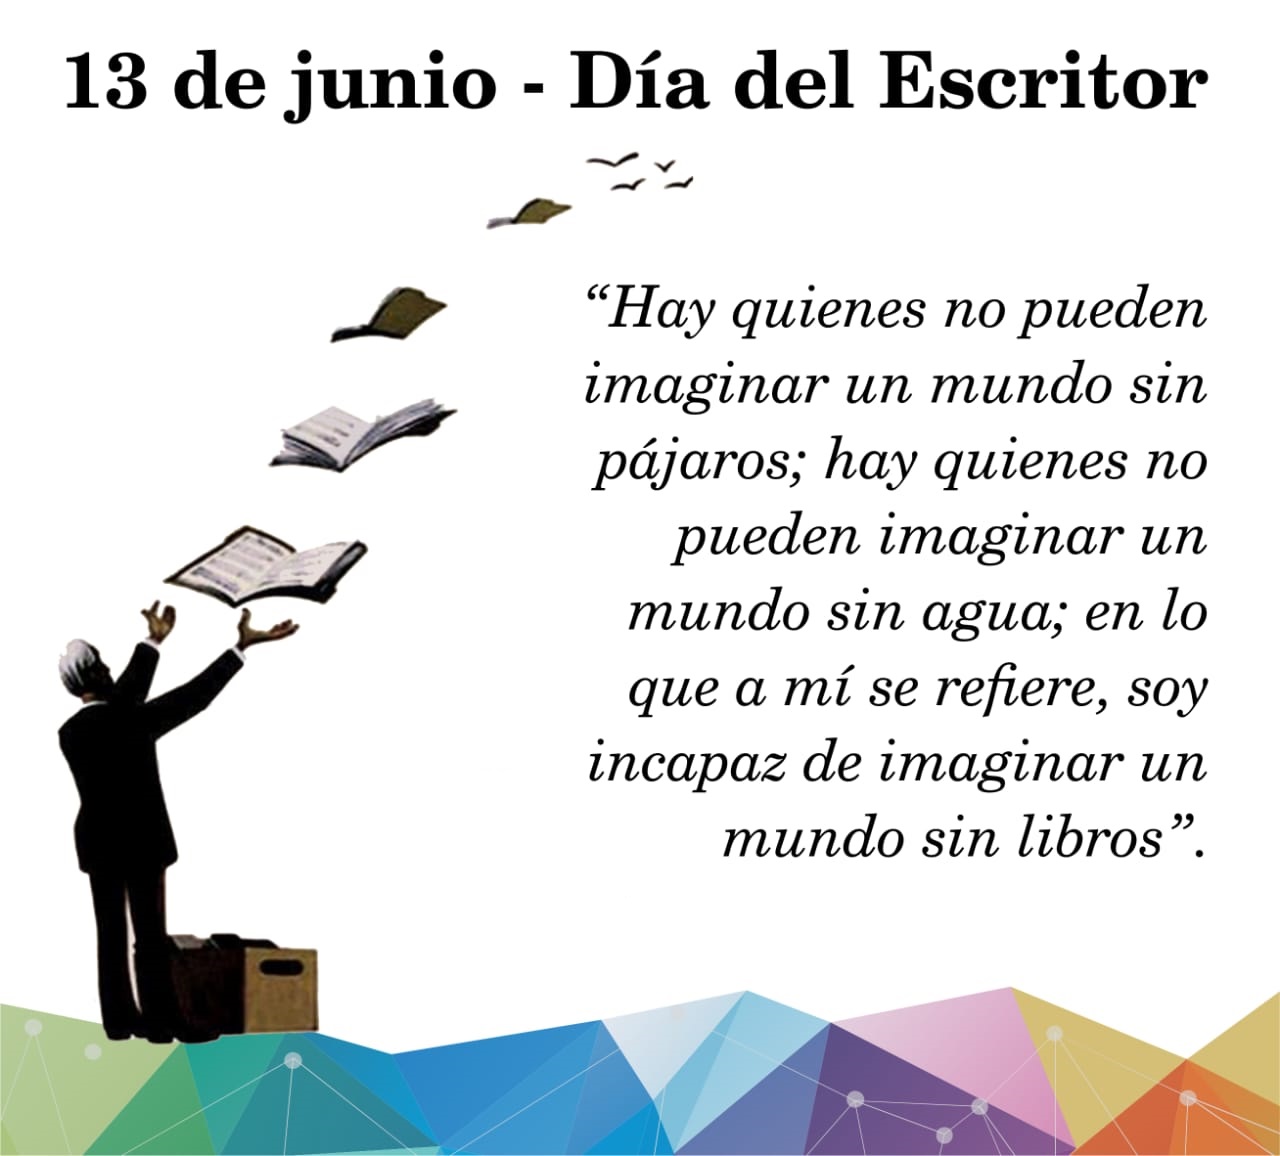 13 de junio - Día del Escritor
“Hay quienes no pueden
imaginar un mundo sin
pájaros; hay quienes no
pueden imaginar un
mundo sin agua; en lo
que a mí se refiere, soy
incapaz de imaginar un
mundo sin libros”.